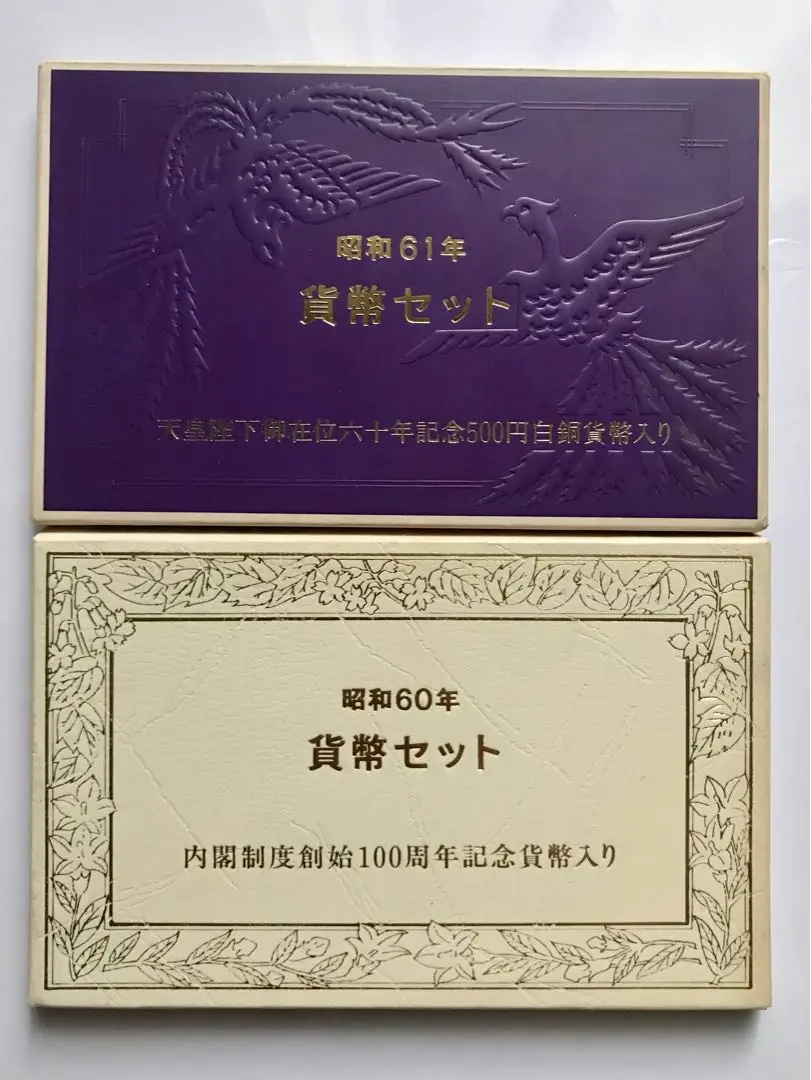 昭和61年
貨幣セット
天皇陛下御在位六十年記念500円白銅貨幣入り
昭和60年
貨幣セット
内閣制度創始100周年記念貨幣入り